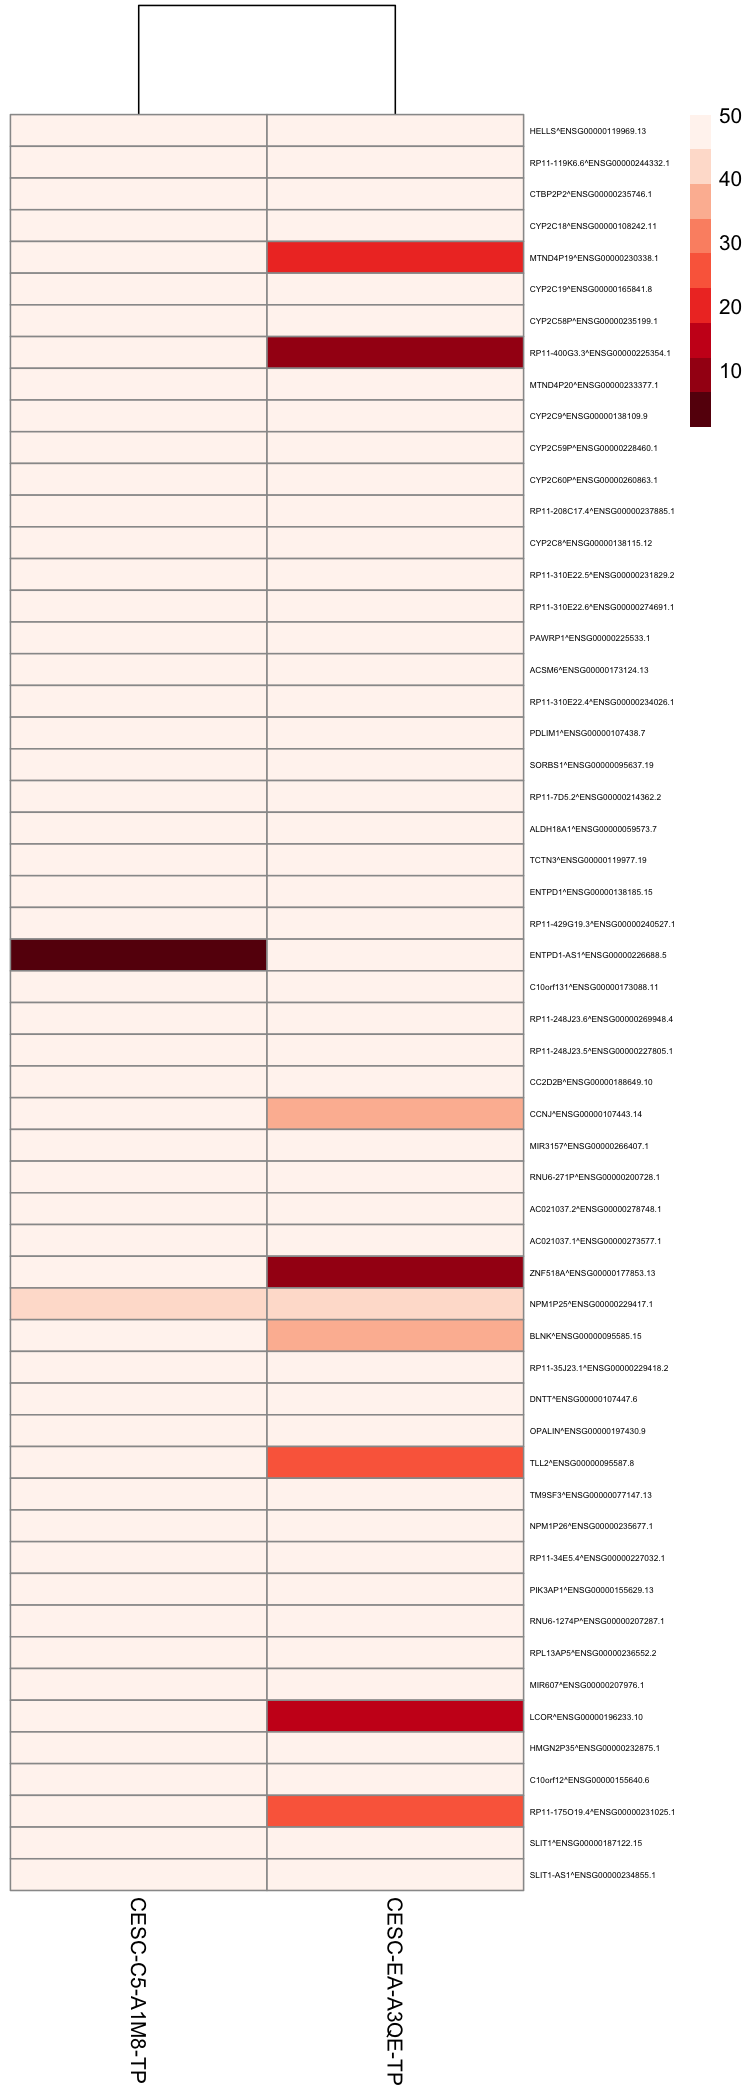 HELLS^ENSG00000119969.13
RP11-119K6.6^ENSG00000244332.1
CTBP2P2^ENSG00000235746.1
CYP2C18^ENSG00000108242.11
MTND4P19^ENSG00000230338.1
CYP2C19^ENSG00000165841.8
CYP2C58P^ENSG00000235199.1
RP11-400G3.3^ENSG00000225354.1
MTND4P20^ENSG00000233377.1
CYP2C9^ENSG00000138109.9
CYP2C59P^ENSG00000228460.1
CYP2C60P^ENSG00000260863.1
RP11-208C17.4^ENSG00000237885.1
CYP2C8^ENSG00000138115.12
RP11-310E22.5^ENSG00000231829.2
RP11-310E22.6^ENSG00000274691.1
PAWRP1^ENSG00000225533.1
ACSM6^ENSG00000173124.13
RP11-310E22.4^ENSG00000234026.1
PDLIM1^ENSG00000107438.7
SORBS1^ENSG00000095637.19
RP11-7D5.2^ENSG00000214362.2
ALDH18A1^ENSG00000059573.7
TCTN3^ENSG00000119977.19
ENTPD1^ENSG00000138185.15
RP11-429G19.3^ENSG00000240527.1
ENTPD1-AS1^ENSG00000226688.5
C10orf131^ENSG00000173088.11
RP11-248J23.6^ENSG00000269948.4
RP11-248J23.5^ENSG00000227805.1
CC2D2B^ENSG00000188649.10
CCNJ^ENSG00000107443.14
MIR3157^ENSG00000266407.1
RNU6-271P^ENSG00000200728.1
AC021037.2^ENSG00000278748.1
AC021037.1^ENSG00000273577.1
ZNF518A^ENSG00000177853.13
NPM1P25^ENSG00000229417.1
BLNK^ENSG00000095585.15
RP11-35J23.1^ENSG00000229418.2
DNTT^ENSG00000107447.6
OPALIN^ENSG00000197430.9
TLL2^ENSG00000095587.8
TM9SF3^ENSG00000077147.13
NPM1P26^ENSG00000235677.1
RP11-34E5.4^ENSG00000227032.1
PIK3AP1^ENSG00000155629.13
RNU6-1274P^ENSG00000207287.1
RPL13AP5^ENSG00000236552.2
MIR607^ENSG00000207976.1
LCOR^ENSG00000196233.10
HMGN2P35^ENSG00000232875.1
C10orf12^ENSG00000155640.6
RP11-175O19.4^ENSG00000231025.1
SLIT1^ENSG00000187122.15
SLIT1-AS1^ENSG00000234855.1
50
40
30
20
10
CESC-C5-A1M8-TP
CESC-EA-A3QE-TP